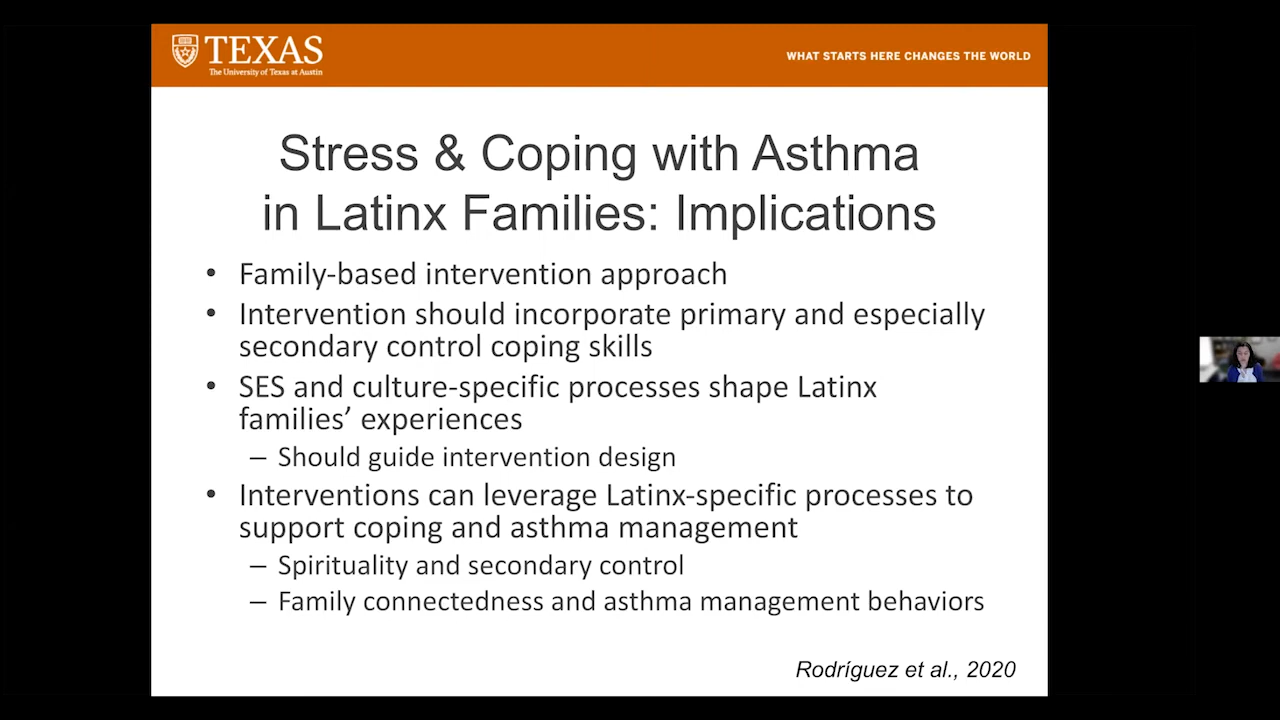 TEXAS
The University of Texas at Austin
WHAT STARTS HERE CHANGES THE WORLD
Stress & Coping with Asthma
in Latinx Families: Implications
• Family-based intervention approach
• Intervention should incorporate primary and especially
secondary control coping skills
• SES and culture-specific processes shape Latinx
families’ experiences
– Should guide intervention design
• Interventions can leverage Latinx-specific processes to
support coping and asthma management
– Spirituality and secondary control
– Family connectedness and asthma management behaviors
Rodríguez et al., 2020